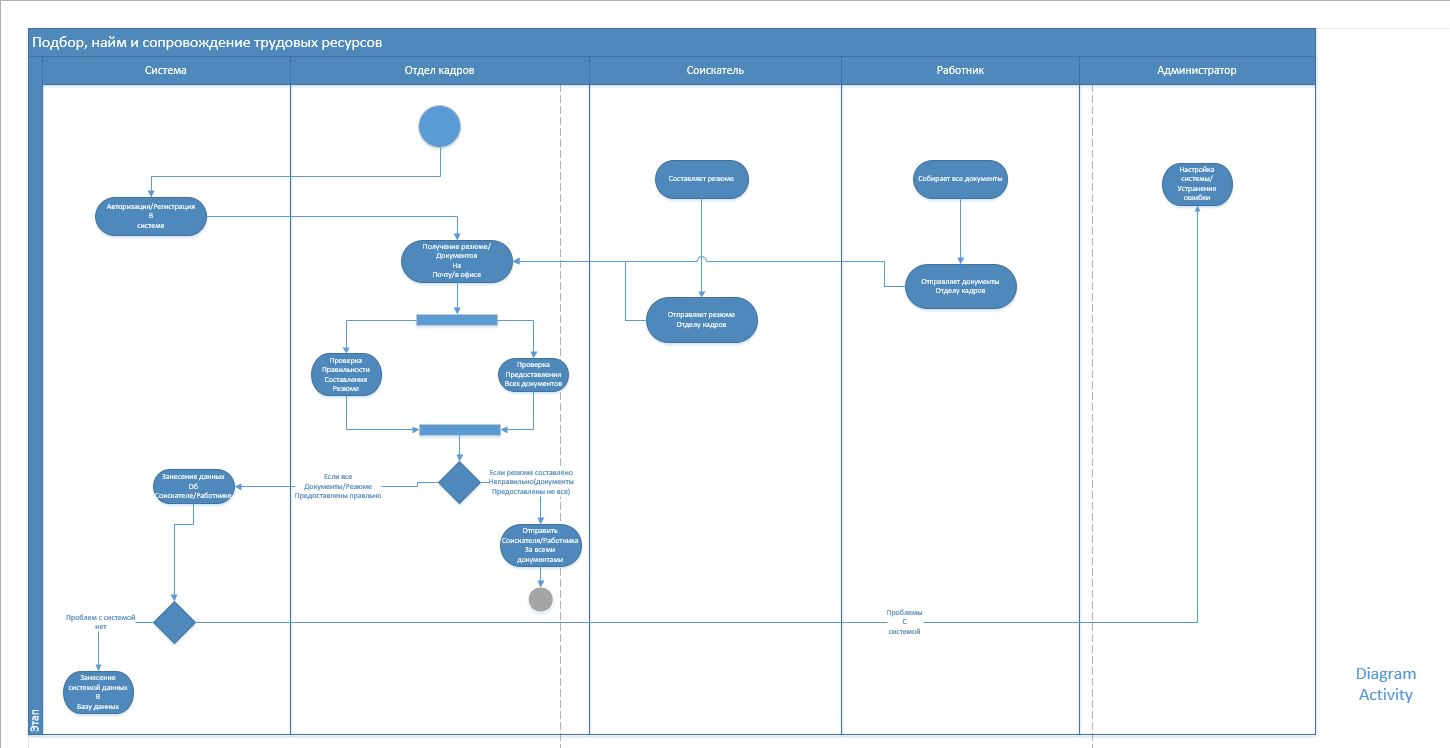 Подбор, найм и сопровождение трудовых ресурсов
Система
Отдел кадров
Соискатель
Работник
Администратор
Составляет резюме
Собирает все документы
Настройка
системы/
Устранение
ошибки
Авторизация/Регистрация
В
системе
Получение резюме/
Документов
На
Почту/в офисе
Отправляет документы
Отделу кадров
Отправляет резюме
Отделу кадров
Проверка
Правильности
Составления
Резюме
Проверка
Предоставления
Всех документов
Занесение данных
Об
Соискателе/Работнике
Если все
Документы/Резюме
Предоставлены правльно
Если резюме составлено
Неправильно(документы
Предоставлены не все)
Отправить
Соискателя/Работника
За всеми
документами
Проблем с системой
нет
Проблемы
С
системой
Занесение
системой данных
В
Базу данных
Этап
Diagram
Activity